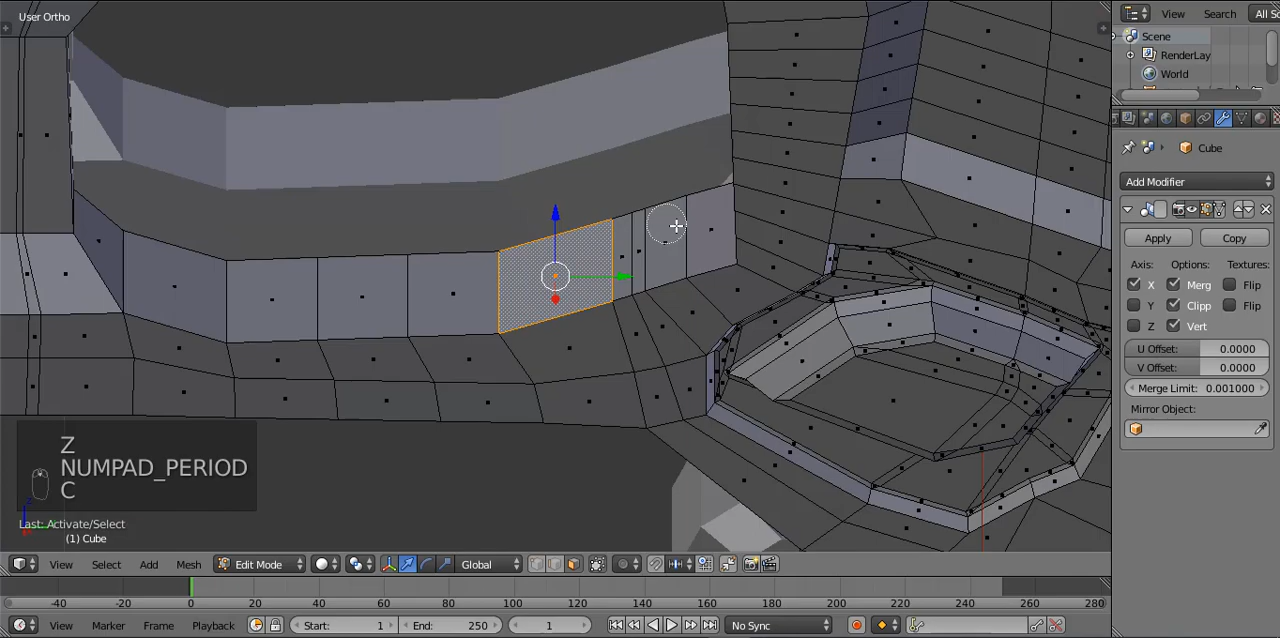 User Ortho
View Search All Sc
Scene
RenderLay
World
Cube
Add Modifier
Apply Copy
Axis: Options: Textures:
X Merg Flip
Y Clipp Flip
Z Vert
U Offset: 0.0000
V Offset: 0.0000
Merge Limit: 0.001000
Mirror Object:
Z
NUMPAD_PERIOD
C
Last: Activate/Select
(1) Cube
View Select Add Mesh Edit Mode Global
-40 -20 0 20 40 60 80 100 120 140 160 180 200 220 240 260 280
View Marker Frame Playback Start: 1 End: 250 1 No Sync